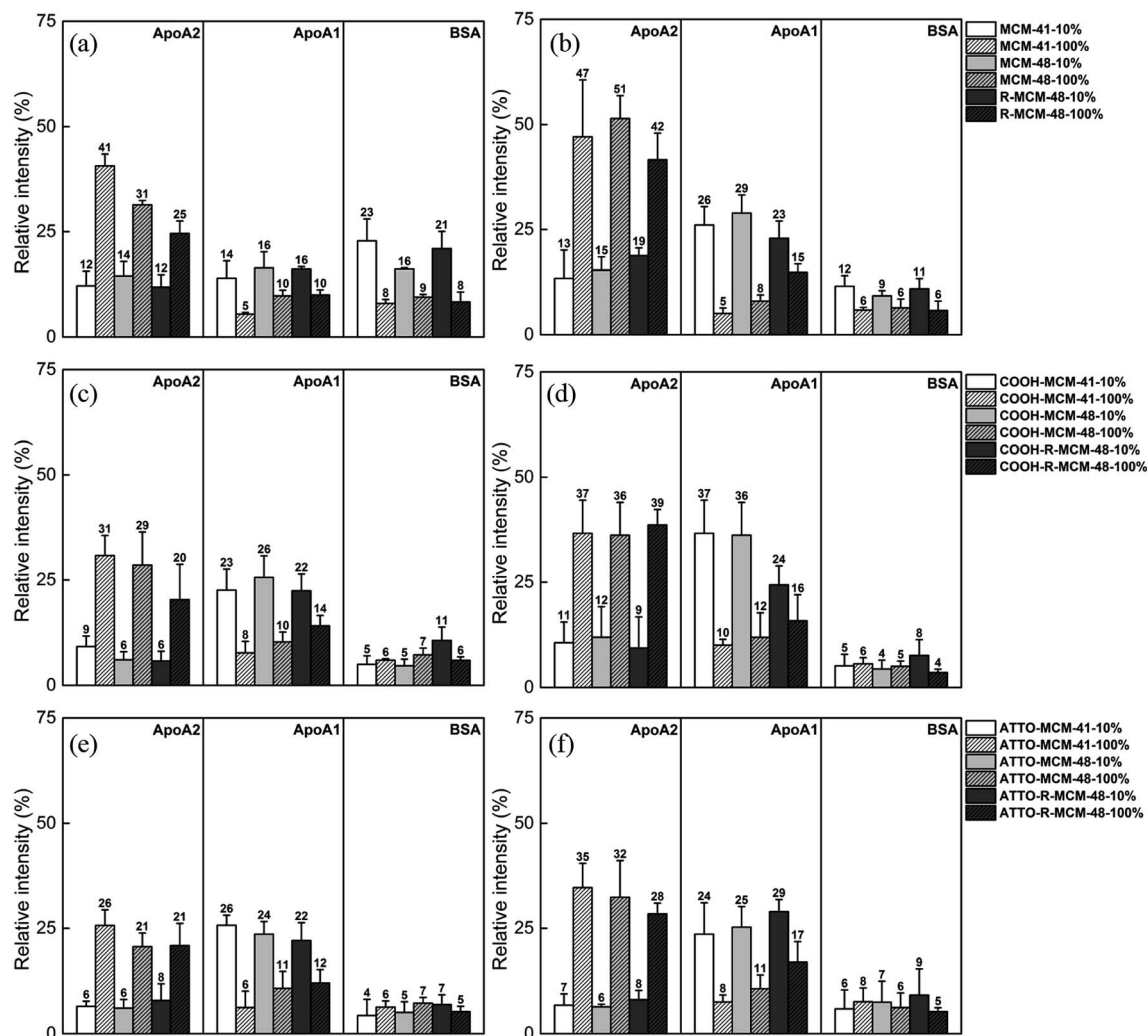 (a)
ApoA2
ApoA1
BSA
Relative intensity (%)
75
50
25
0
12
41
14
31
12
25
14
5
16
10
16
10
23
8
16
9
21
8
(b)
ApoA2
ApoA1
BSA
Relative intensity (%)
75
50
25
0
13
47
15
51
19
42
26
5
29
8
23
15
12
6
9
6
11
6
MCM-41-10%
MCM-41-100%
MCM-48-10%
MCM-48-100%
R-MCM-48-10%
R-MCM-48-100%
(c)
ApoA2
ApoA1
BSA
Relative intensity (%)
75
50
25
0
9
31
6
29
6
20
23
8
26
10
22
14
5
6
5
7
11
6
(d)
ApoA2
ApoA1
BSA
Relative intensity (%)
75
50
25
0
11
37
12
36
9
39
37
10
36
12
24
16
5
6
4
5
8
4
COOH-MCM-41-10%
COOH-MCM-41-100%
COOH-MCM-48-10%
COOH-MCM-48-100%
COOH-R-MCM-48-10%
COOH-R-MCM-48-100%
(e)
ApoA2
ApoA1
BSA
Relative intensity (%)
75
50
25
0
6
26
6
21
8
21
26
6
24
11
22
12
4
6
5
7
7
5
(f)
ApoA2
ApoA1
BSA
Relative intensity (%)
75
50
25
0
7
35
6
32
8
28
24
8
25
11
29
17
6
8
7
6
9
5
ATTO-MCM-41-10%
ATTO-MCM-41-100%
ATTO-MCM-48-10%
ATTO-MCM-48-100%
ATTO-R-MCM-48-10%
ATTO-R-MCM-48-100%